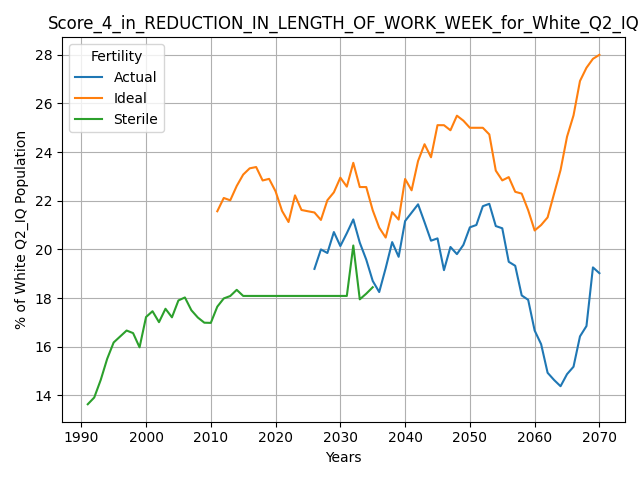 Score_4_in_REDUCTION_IN_LENGTH_OF_WORK_WEEK_for_White_Q2_IQ
Fertility
Actual
Ideal
Sterile
% of White Q2_IQ Population
28
26
24
22
20
18
16
14
1990 2000 2010 2020 2030 2040 2050 2060 2070
Years